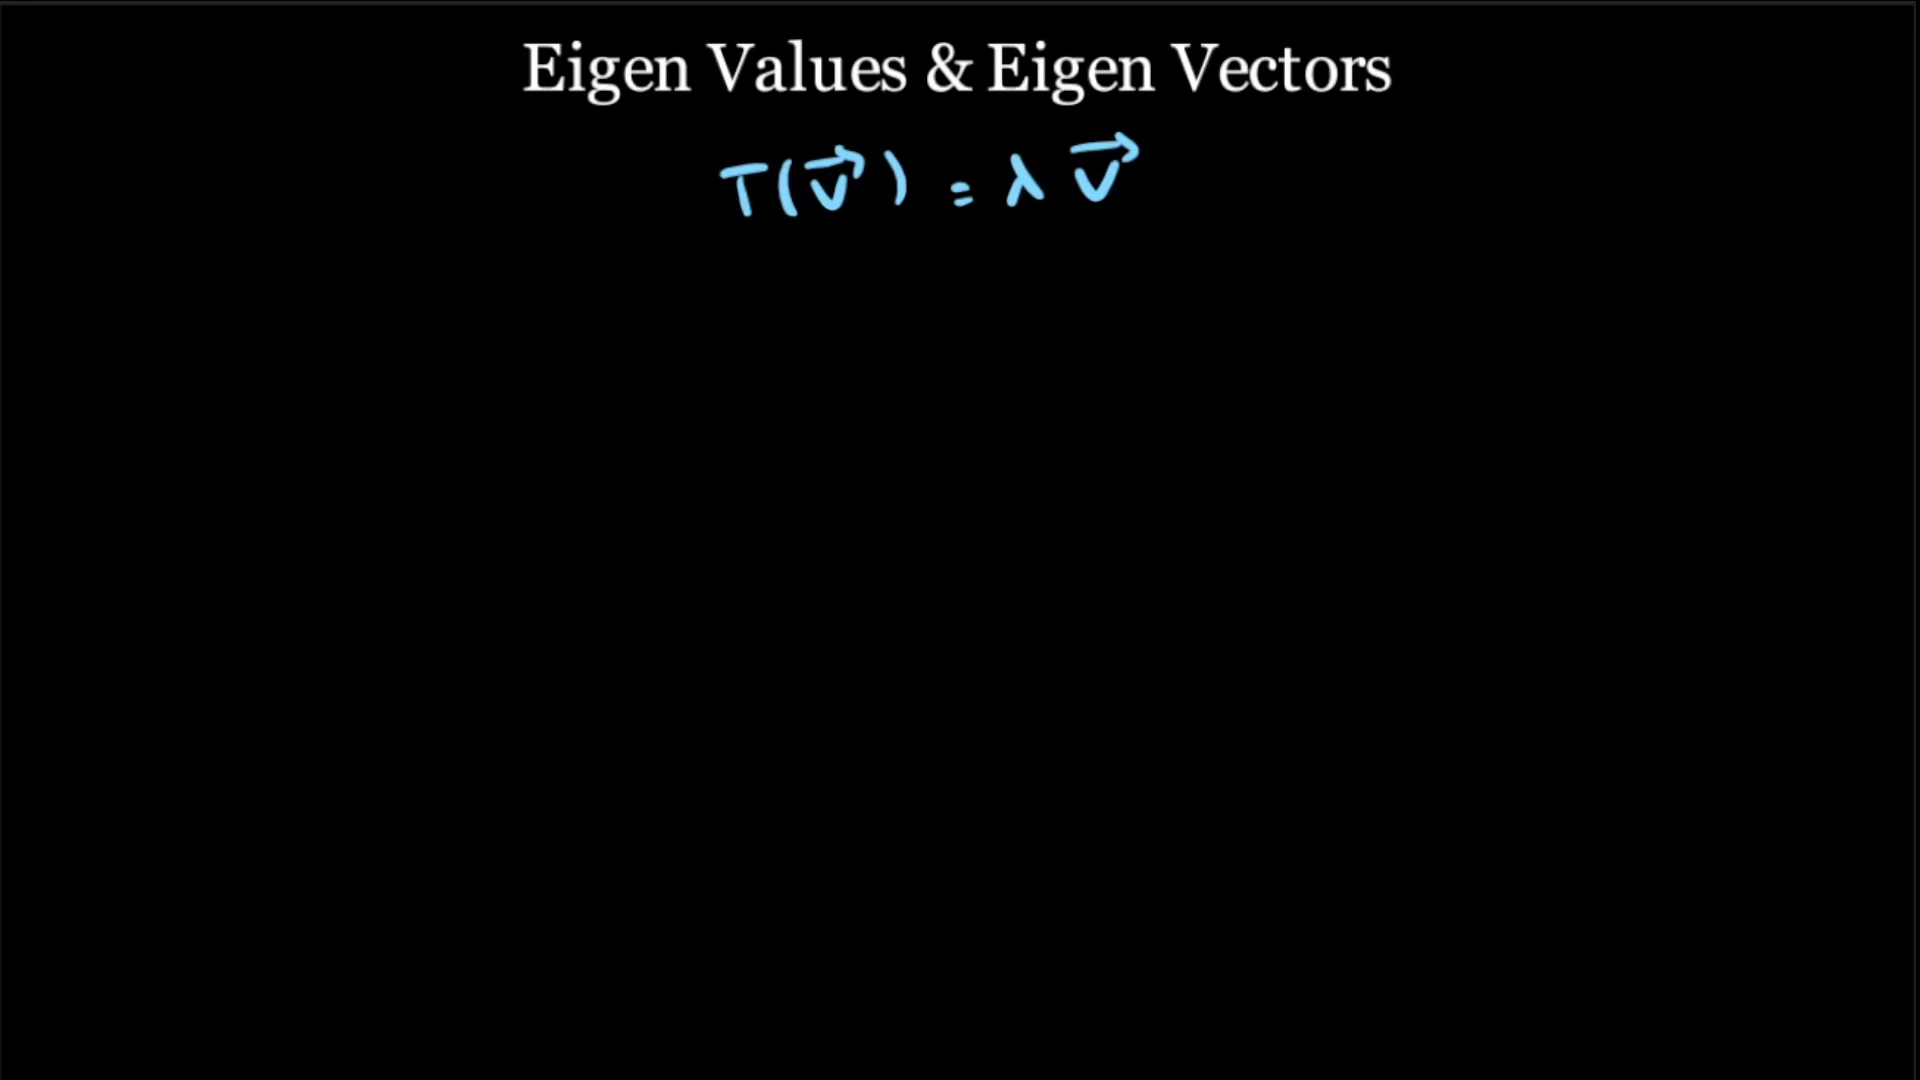 Eigen Values & Eigen Vectors
T(v⃗) = λ v⃗